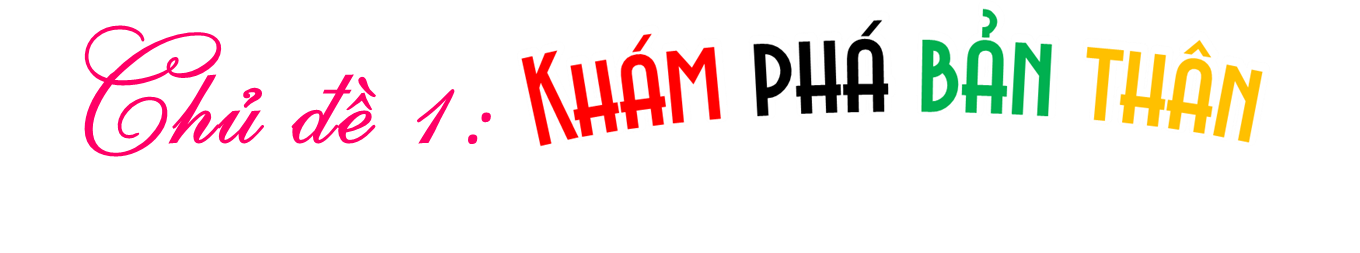 Chủ đề 1: KHÁM PHÁ BẢN THÂN